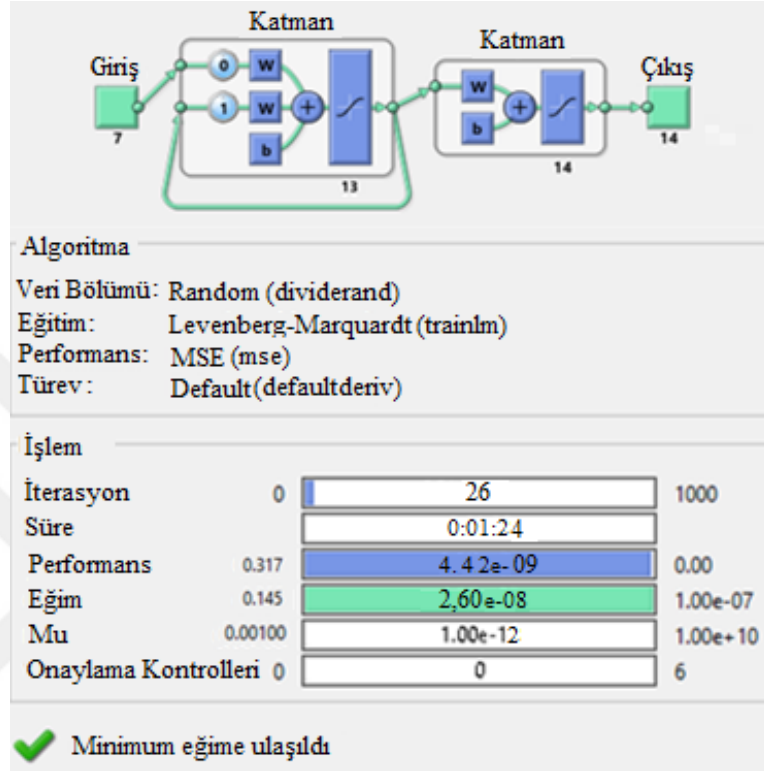 Katman
Katman
Giriş
Çıkış
0
W
1
W
+
b
7
13
W
+
b
14
14
Algoritma
Veri Bölümü: Random (dividerand)
Eğitim: Levenberg-Marquardt (trainlm)
Performans: MSE (mse)
Türev : Default (defaultderiv)
İşlem
İterasyon 0 26 1000
Süre 0:01:24
Performans 0.317 4.42e-09 0.00
Eğim 0.145 2,60e-08 1.00e-07
Mu 0.00100 1.00e-12 1.00e+10
Onaylama Kontrolleri 0 0 6
Minimum eğime ulaşıldı